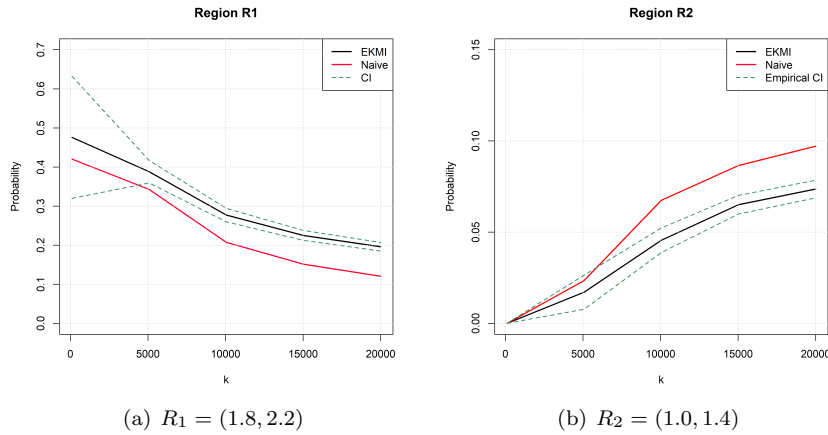 Region R1
EKMI
Naive
CI
0.7
0.6
0.5
0.4
0.3
0.2
0.1
0.0
Probability
0
5000
10000
15000
20000
k
(a) R₁ = (1.8, 2.2)
Region R2
EKMI
Naive
Empirical CI
0.15
0.10
0.05
0.00
Probability
0
5000
10000
15000
20000
k
(b) R₂ = (1.0, 1.4)